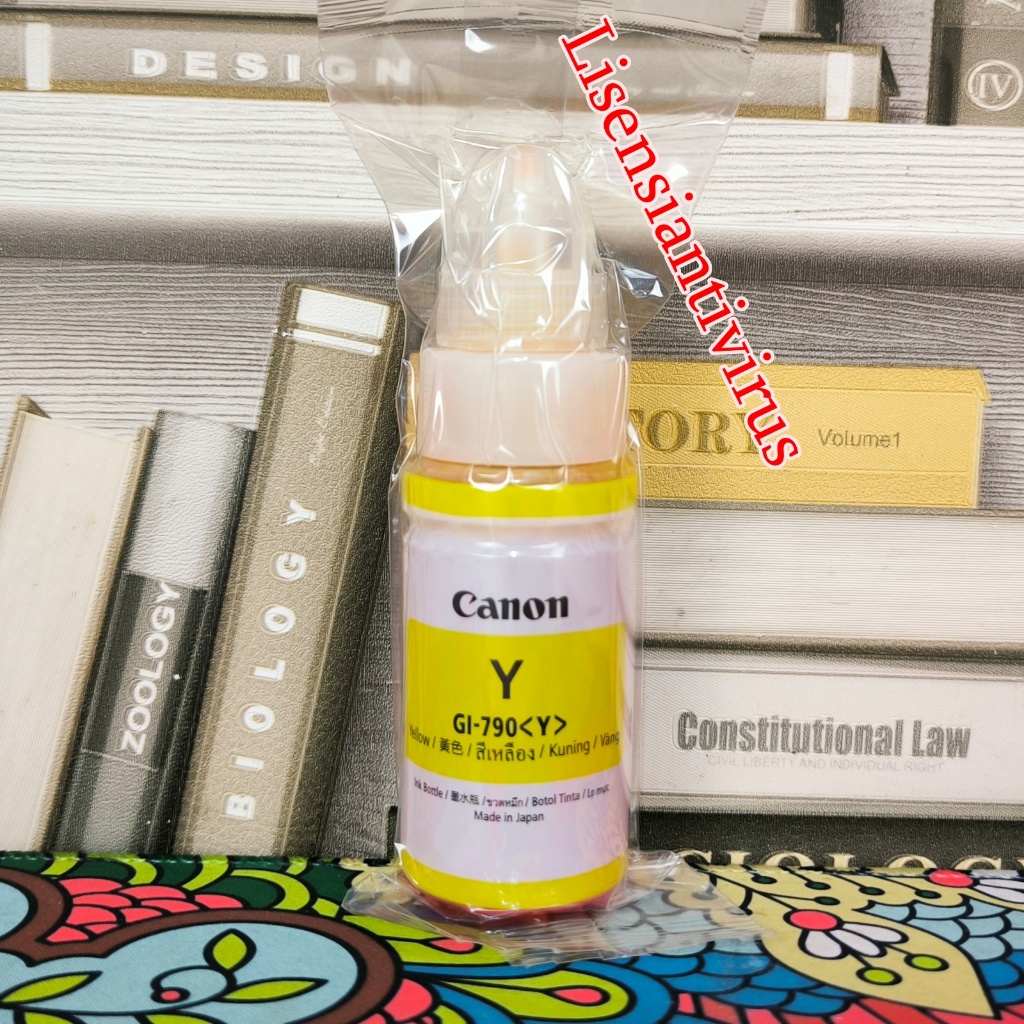 DESIGN
IV
Lisensiantivirus
TORY
Volume1
BIOLOGY
ZOOLOGY
Canon
Y
GI-790<Y>
Yellow / 黃色 / สีเหลือง / Kuning / Vàng
Ink Bottle / 墨水瓶 / ขวดหมึก / Botol Tinta / Lọ mực
Made in Japan
Constitutional Law
CIVIL LIBERTY AND INDIVIDUAL RIGHT
SIOLOGY